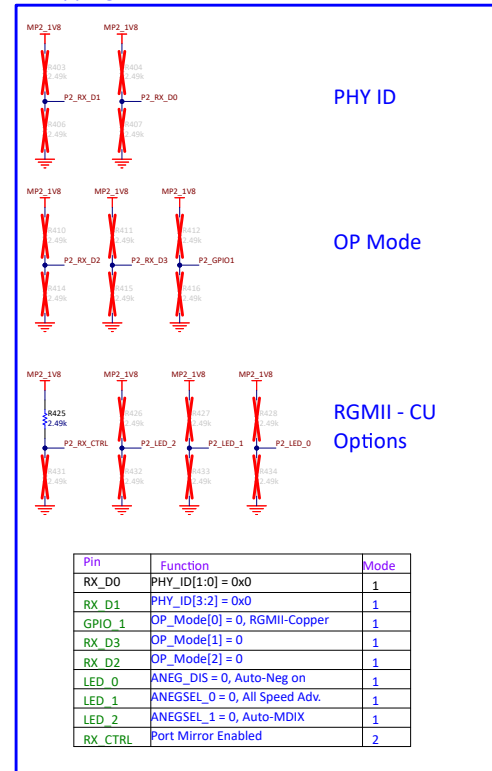 MP2_1V8 MP2_1V8
R403 R404
2.49k 2.49k
P2_RX_D1 P2_RX_D0
PHY ID
R406 R407
2.49k 2.49k
MP2_1V8 MP2_1V8 MP2_1V8
R410 R411 R412
2.49k 2.49k 2.49k
OP Mode
P2_RX_D2 P2_RX_D3 P2_GPIO1
R414 R415 R416
2.49k 2.49k 2.49k
MP2_1V8 MP2_1V8 MP2_1V8 MP2_1V8
R425 R426 R427 R428
2.49k 2.49k 2.49k 2.49k
RGMII - CU
Options
P2_RX_CTRL P2_LED_2 P2_LED_1 P2_LED_0
R431 R432 R433 R434
2.49k 2.49k 2.49k 2.49k
Pin Function Mode
RX_D0 PHY_ID[1:0] = 0x0 1
RX_D1 PHY_ID[3:2] = 0x0 1
GPIO_1 OP_Mode[0] = 0, RGMII-Copper 1
RX_D3 OP_Mode[1] = 0 1
RX_D2 OP_Mode[2] = 0 1
LED_0 ANEG_DIS = 0, Auto-Neg on 1
LED_1 ANEGSEL_0 = 0, All Speed Adv. 1
LED_2 ANEGSEL_1 = 0, Auto-MDIX 1
RX_CTRL Port Mirror Enabled 2